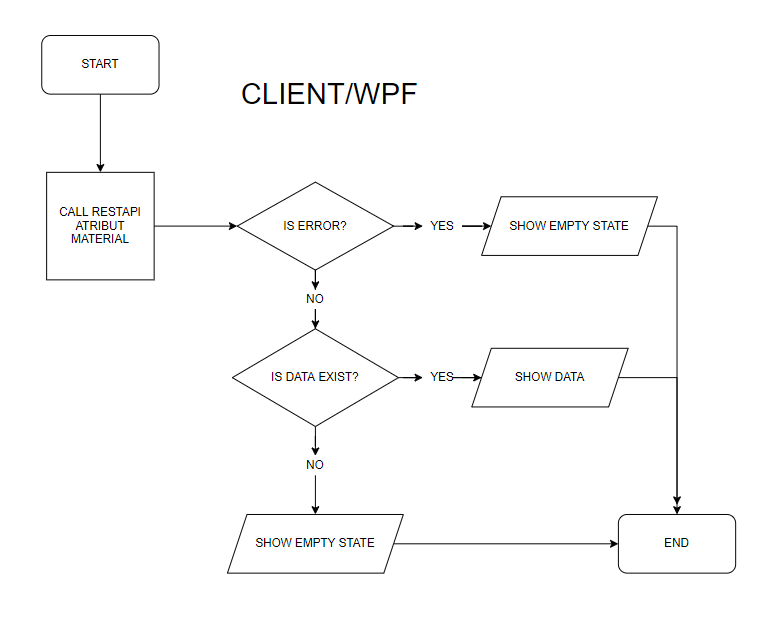 START
CLIENT/WPF
CALL RESTAPI
ATRIBUT
MATERIAL
IS ERROR?
YES
SHOW EMPTY STATE
NO
IS DATA EXIST?
YES
SHOW DATA
NO
SHOW EMPTY STATE
END